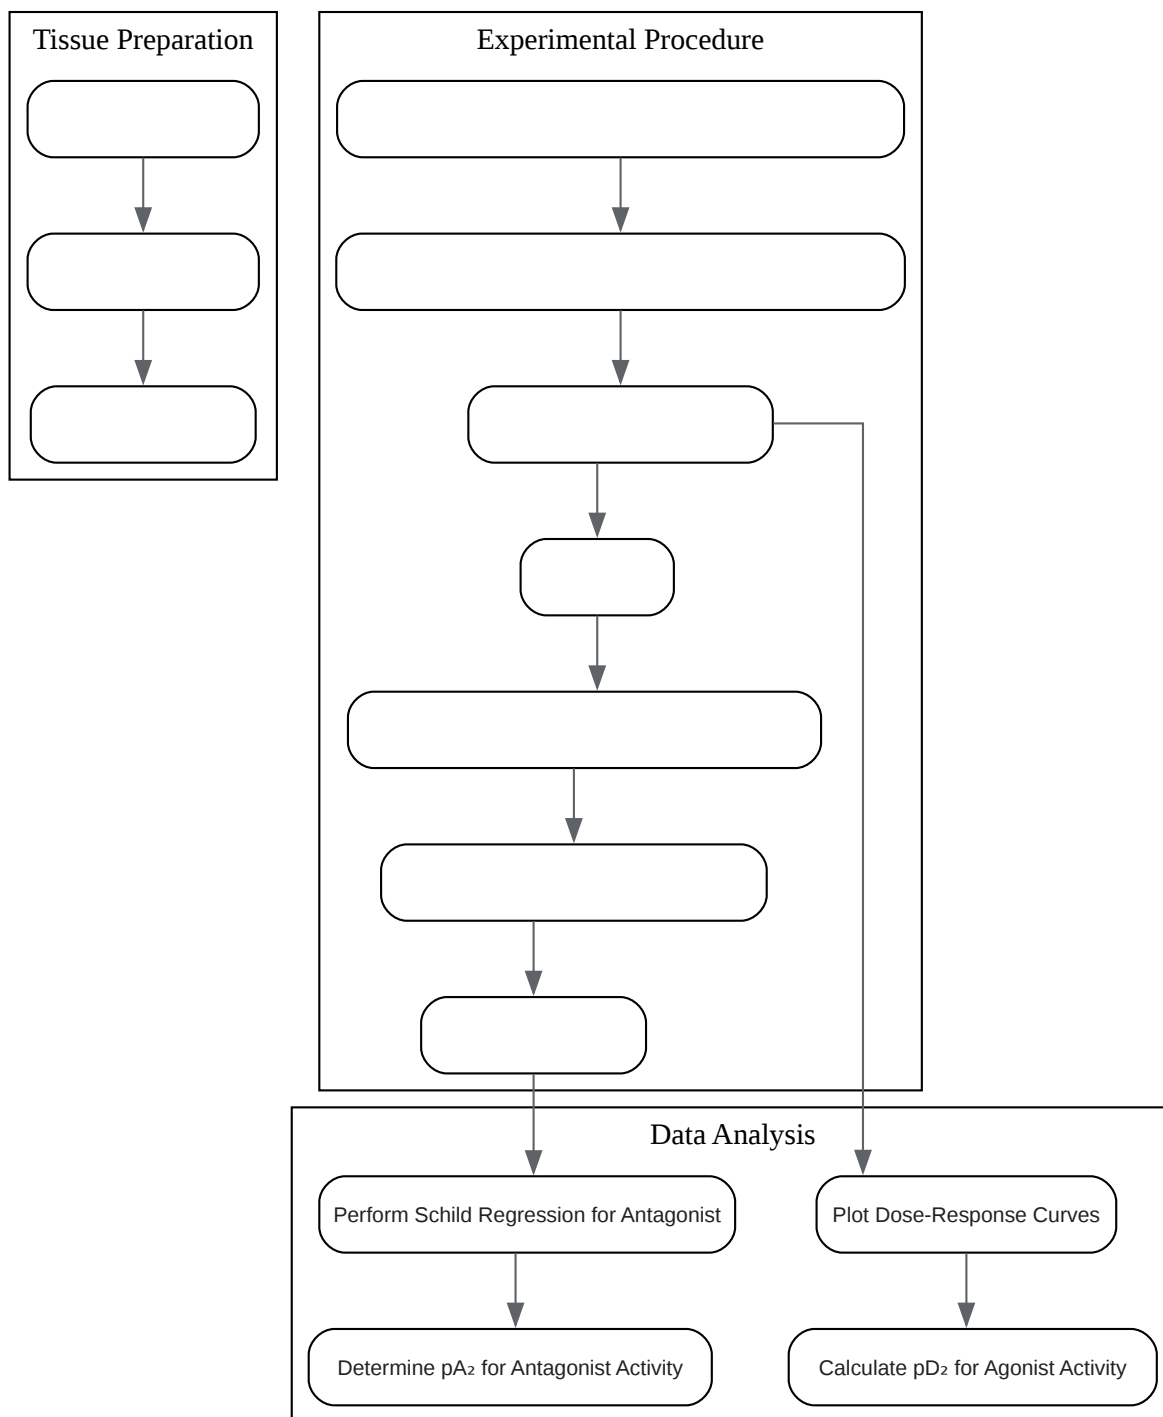 Tissue Preparation
Experimental Procedure
Data Analysis
Perform Schild Regression for Antagonist
Plot Dose-Response Curves
Determine pA₂ for Antagonist Activity
Calculate pD₂ for Agonist Activity